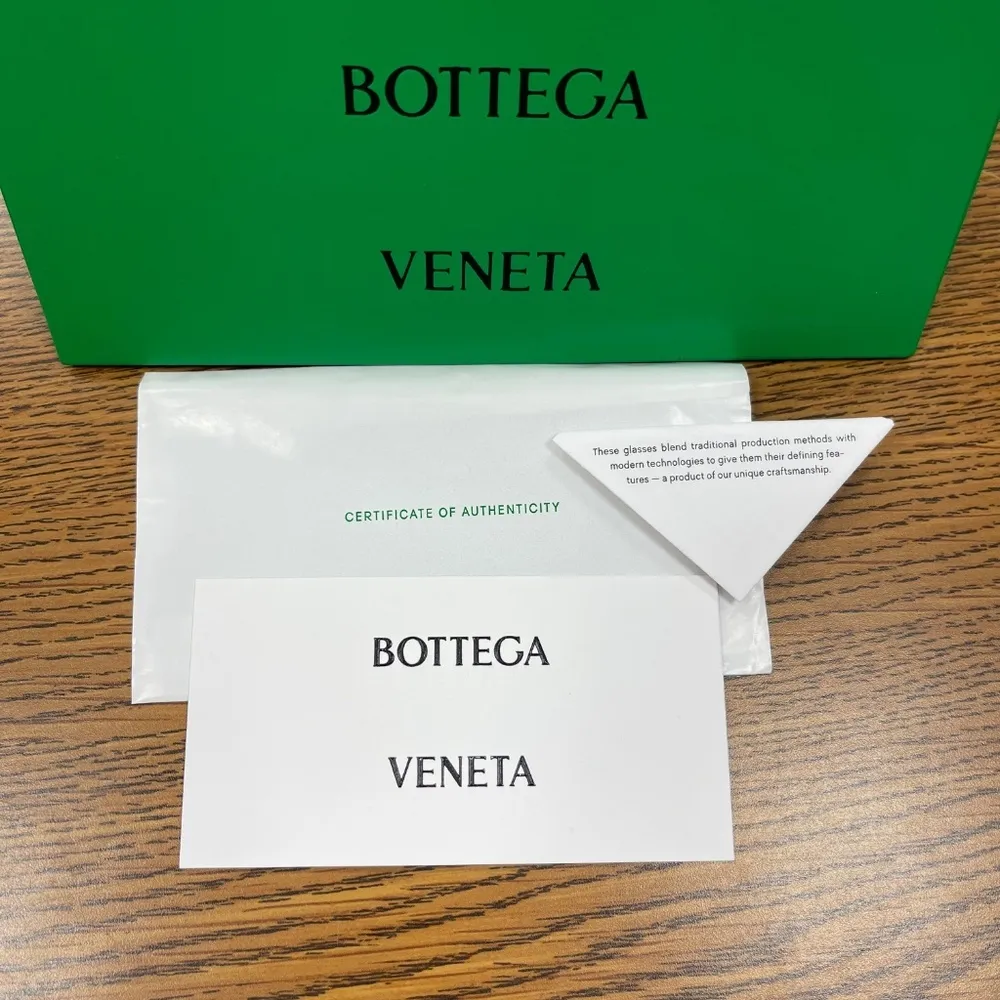 BOTTEGA
VENETA
These glasses blend traditional production methods with
modern technologies to give them their defining fea-
tures — a product of our unique craftsmanship.
CERTIFICATE OF AUTHENTICITY
BOTTEGA
VENETA